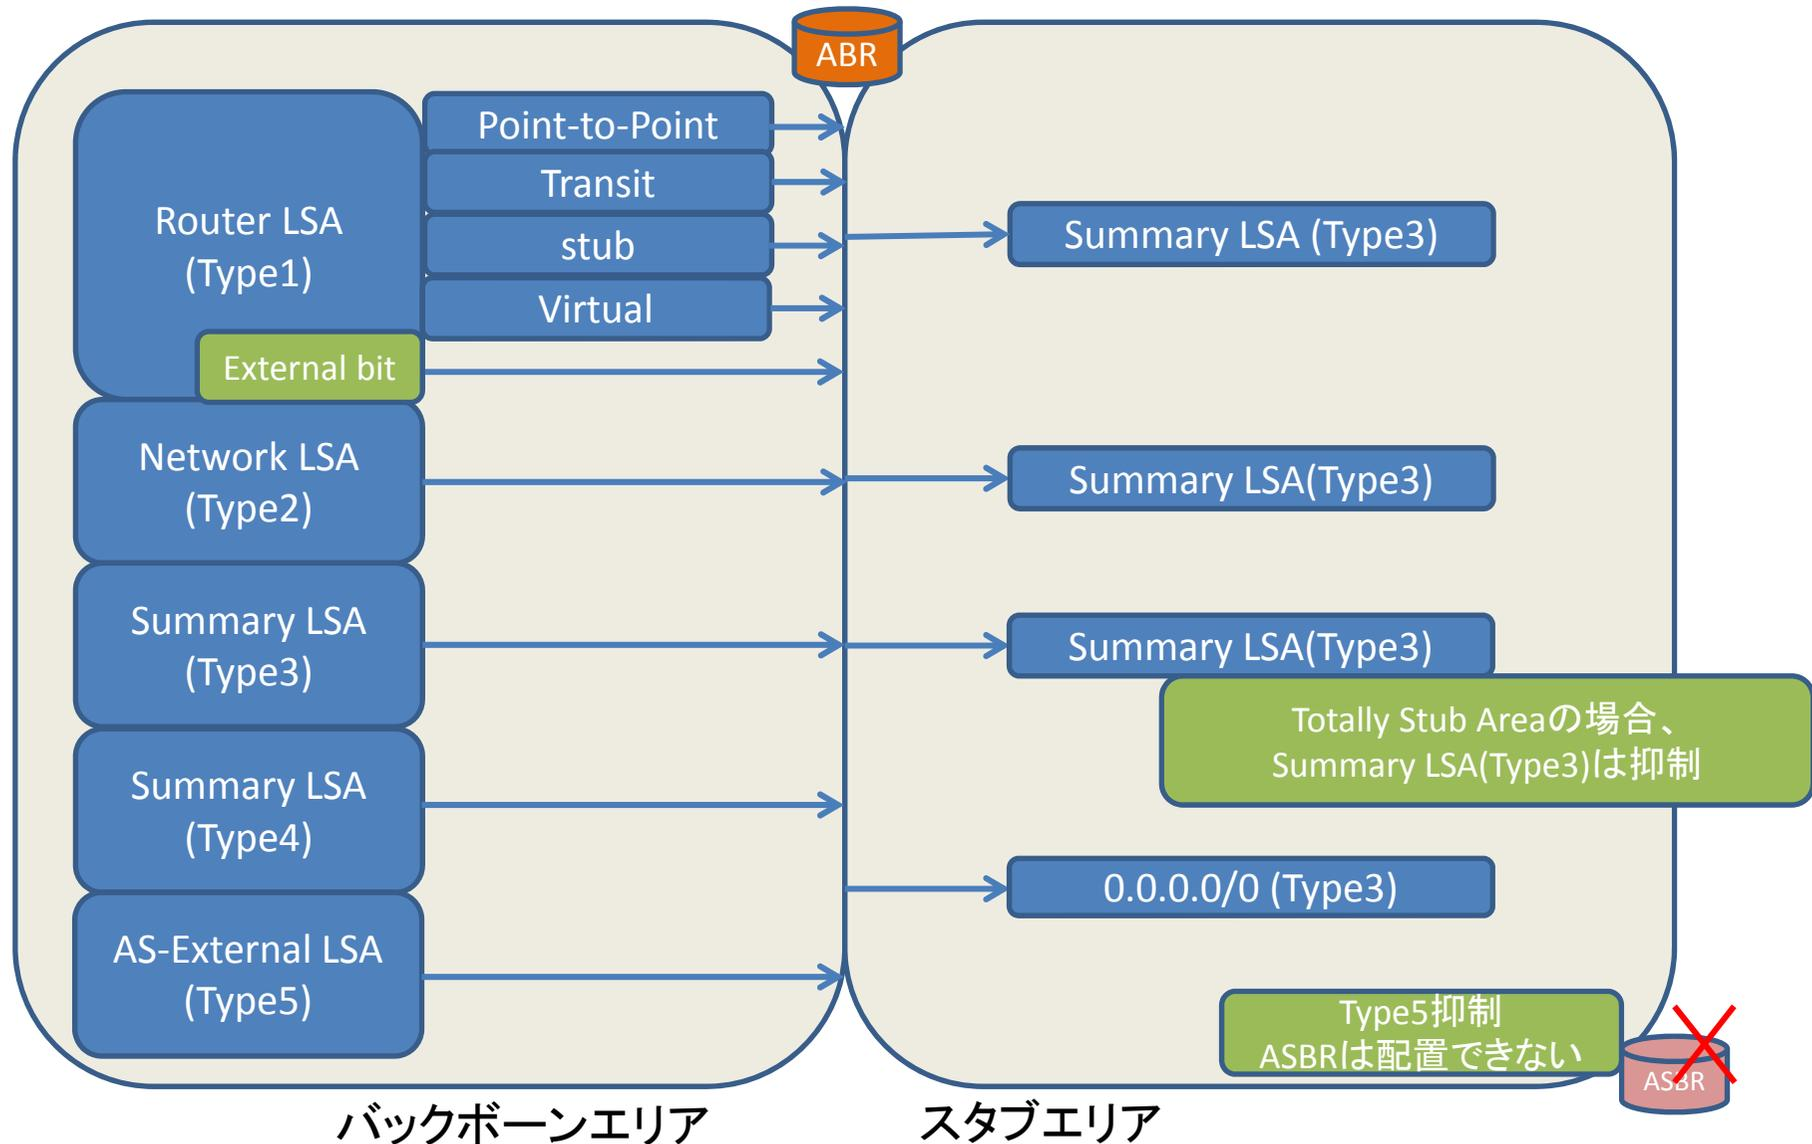 ABR
Router LSA
(Type1)
Point-to-Point
Transit
stub
Virtual
External bit
Summary LSA (Type3)
Network LSA
(Type2)
Summary LSA(Type3)
Summary LSA
(Type3)
Summary LSA(Type3)
Totally Stub Areaの場合、
Summary LSA(Type3)は抑制
Summary LSA
(Type4)
0.0.0.0/0 (Type3)
AS-External LSA
(Type5)
Type5抑制
ASBRは配置できない
ASBR
バックボーンエリア
スタブエリア